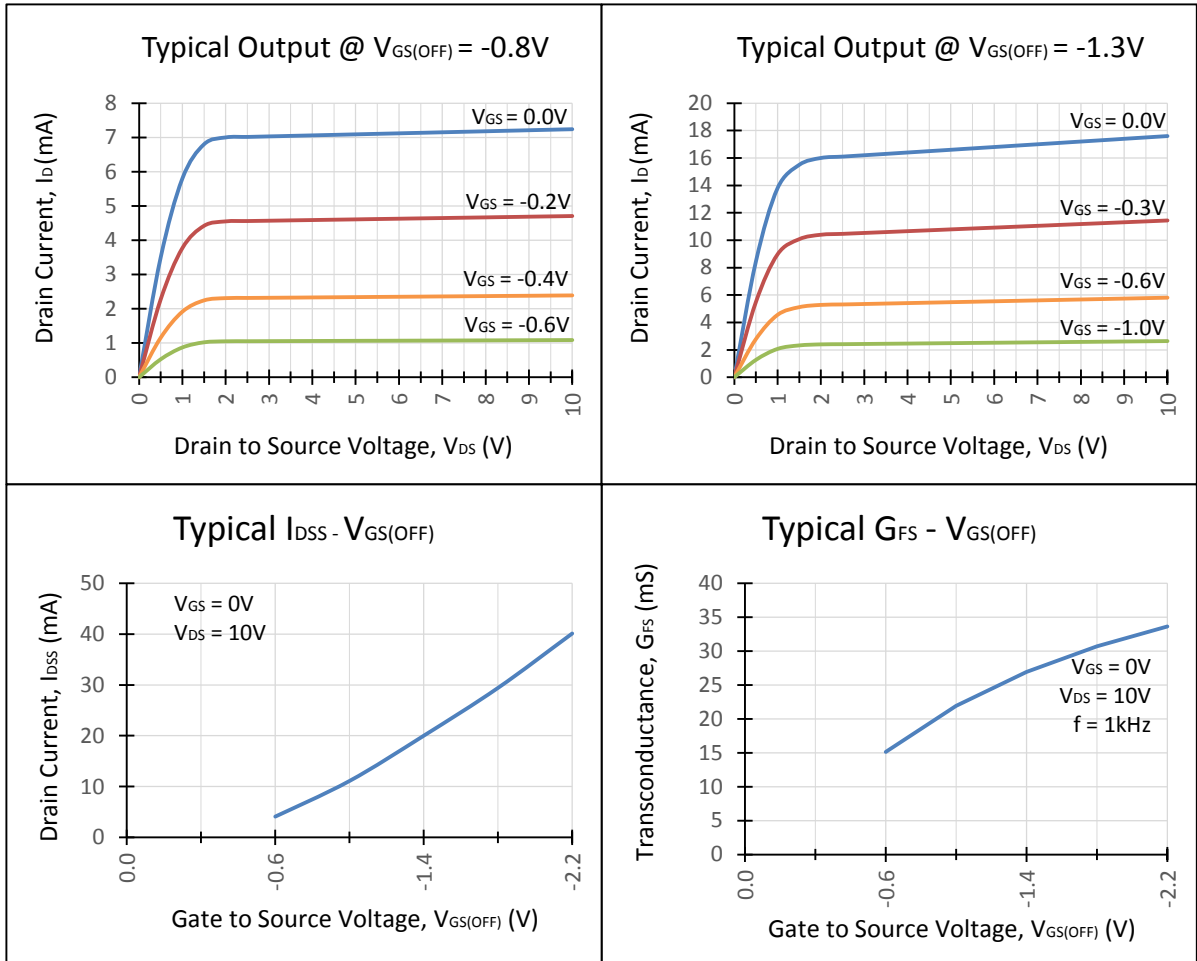 Typical Output @ VGS(OFF) = -0.8V
Drain Current, ID (mA)
8
7
6
5
4
3
2
1
0
VGS = 0.0V
VGS = -0.2V
VGS = -0.4V
VGS = -0.6V
0 1 2 3 4 5 6 7 8 9 10
Drain to Source Voltage, VDS (V)
Typical Output @ VGS(OFF) = -1.3V
Drain Current, ID (mA)
20
18
16
14
12
10
8
6
4
2
0
VGS = 0.0V
VGS = -0.3V
VGS = -0.6V
VGS = -1.0V
0 1 2 3 4 5 6 7 8 9 10
Drain to Source Voltage, VDS (V)
Typical IDSS - VGS(OFF)
Drain Current, IDSS (mA)
50
40
30
20
10
0
VGS = 0V
VDS = 10V
0.0 -0.6 -1.4 -2.2
Gate to Source Voltage, VGS(OFF) (V)
Typical GFS - VGS(OFF)
Transconductance, GFS (mS)
40
35
30
25
20
15
10
5
0
VGS = 0V
VDS = 10V
f = 1kHz
0.0 -0.6 -1.4 -2.2
Gate to Source Voltage, VGS(OFF) (V)